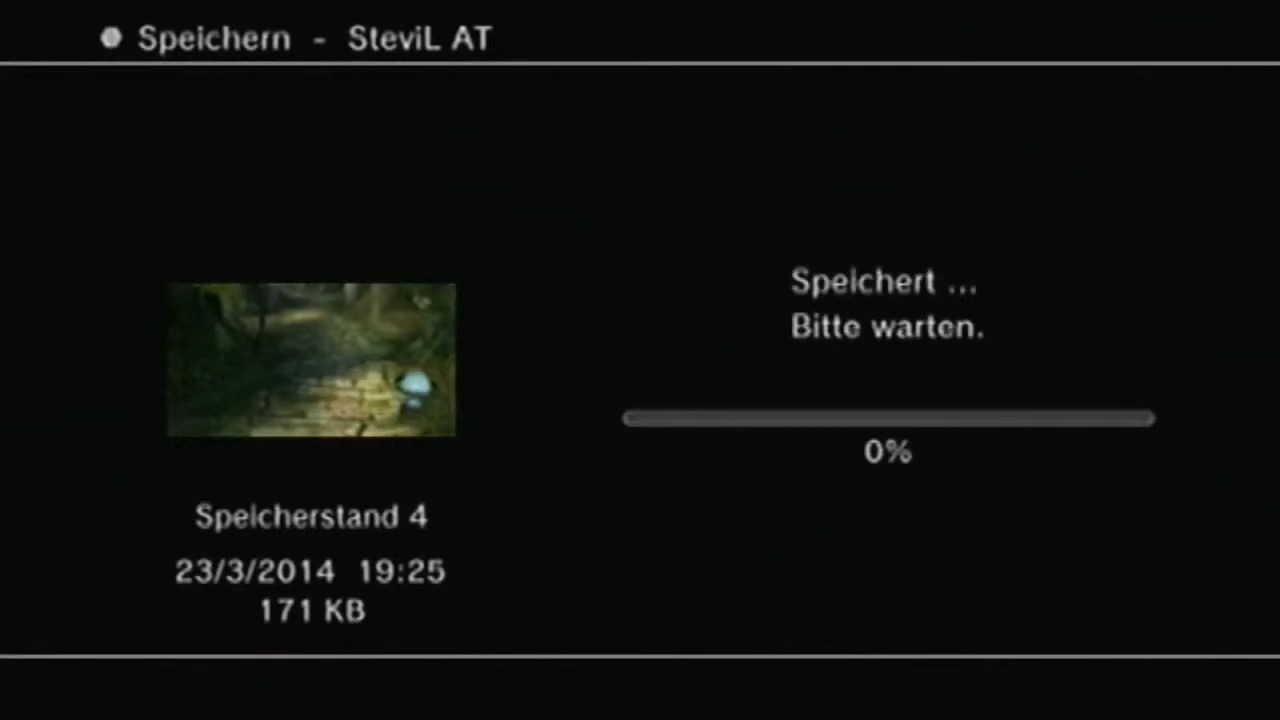 Speichern - SteviL AT
Speichert ...
Bitte warten.
0%
Speicherstand 4
23/3/2014 19:25
171 KB